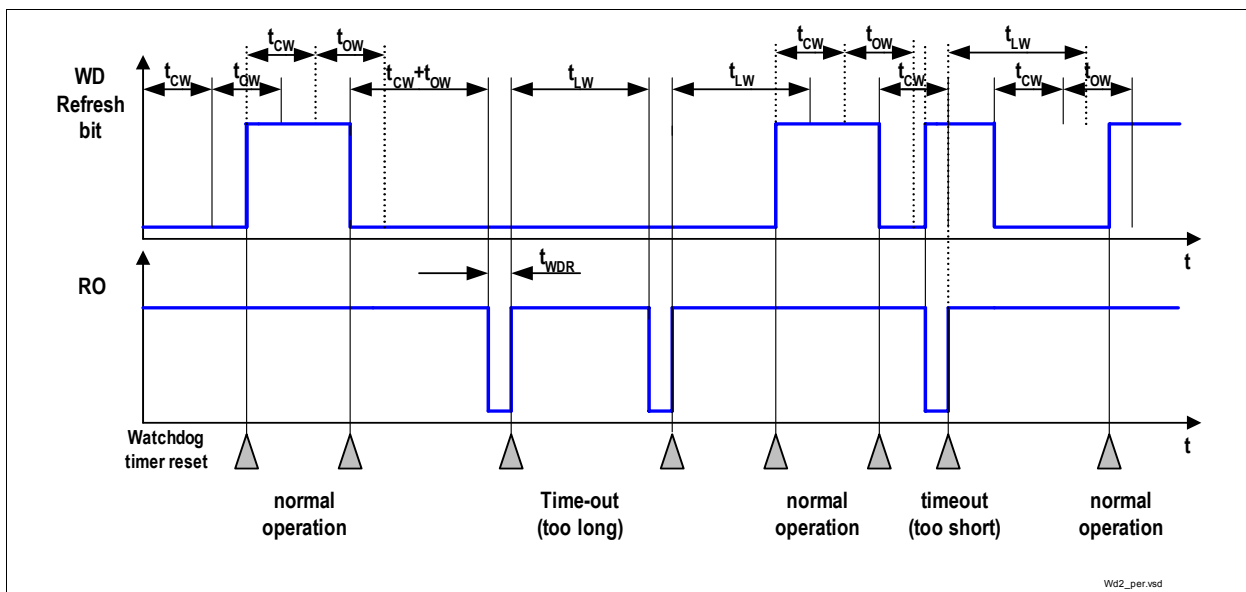 tCW tOW tCW tOW tLW
WD
Refresh
bit
tCW tOW tCW+tOW tLW tLW tCW tCW tOW
t
RO
tWDR
Watchdog
timer reset
t
normal
operation
Time-out
(too long)
normal
operation
timeout
(too short)
normal
operation
Wd2_per.vsd